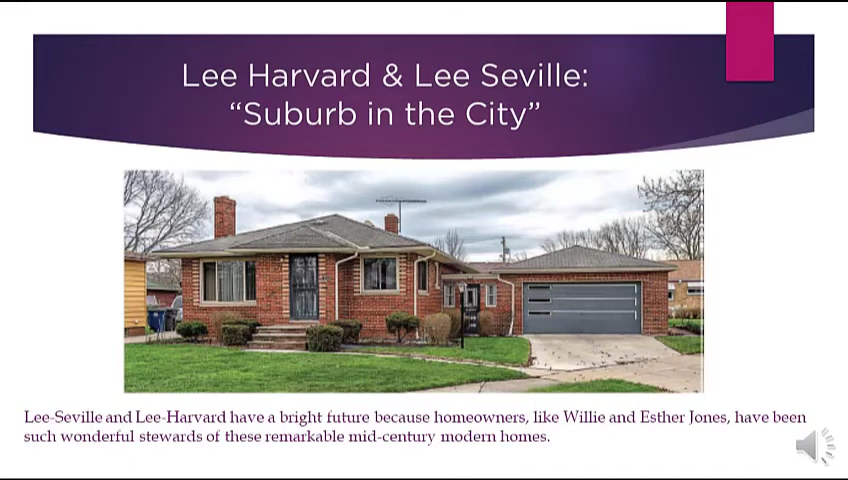 Lee Harvard & Lee Seville:
“Suburb in the City”
Lee-Seville and Lee-Harvard have a bright future because homeowners, like Willie and Esther Jones, have been
such wonderful stewards of these remarkable mid-century modern homes.